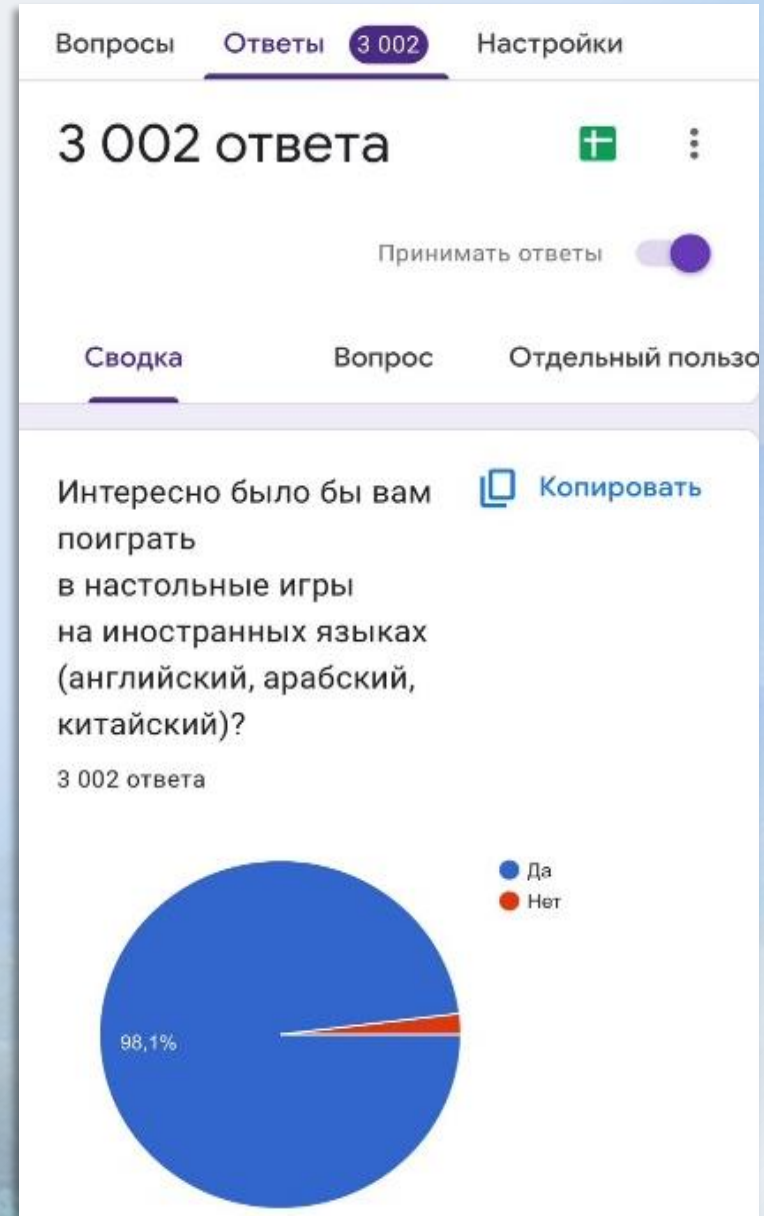 Вопросы Ответы 3 002 Настройки
3 002 ответа
Принимать ответы
Сводка Вопрос Отдельный пользо
Интересно было бы вам
Копировать
поиграть
в настольные игры
на иностранных языках
(английский, арабский,
китайский)?
3 002 ответа
Да
Нет
98,1%